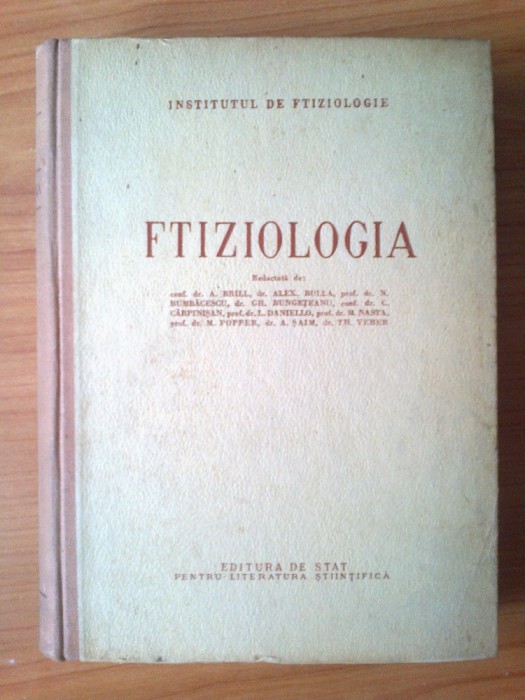 INSTITUTUL DE FTIZIOLOGIE
FTIZIOLOGIA
Redactată de:
conf. dr. A. BRILL, dr. ALEX. BULLA, prof. dr. N.
BUMBĂCESCU, dr. GH. BUNGEȚEANU, conf. dr. C.
CĂRPINIȘAN, prof. dr. L. DANIELLO, prof. dr. M. NASTA,
prof. dr. M. POPPER, dr. A. ȘAIM, dr. TH. VEBER
EDITURA DE STAT
PENTRU LITERATURA ȘTIINȚIFICĂ